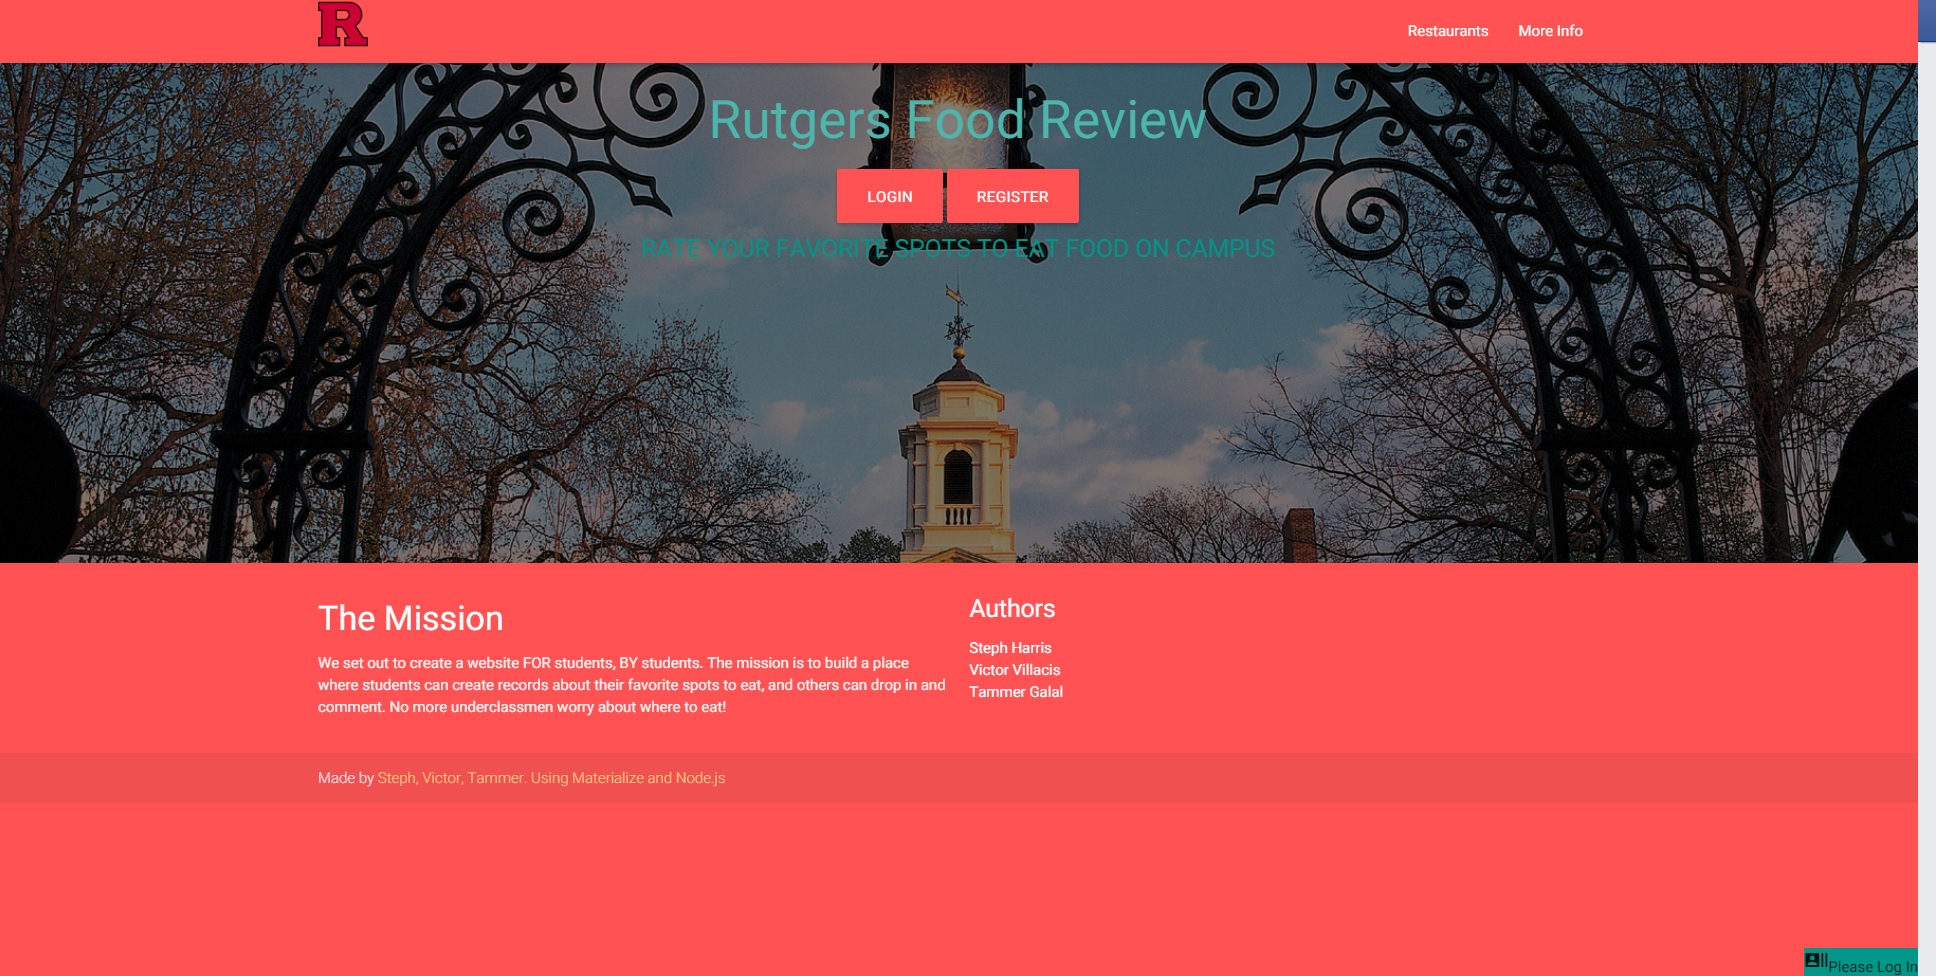 R
Restaurants
More Info
Rutgers Food Review
LOGIN
REGISTER
RATE YOUR FAVORITE SPOTS TO EAT FOOD ON CAMPUS
The Mission
We set out to create a website FOR students, BY students. The mission is to build a place
where students can create records about their favorite spots to eat, and others can drop in and
comment. No more underclassmen worry about where to eat!
Authors
Steph Harris
Victor Villacis
Tammer Galal
Made by Steph, Victor, Tammer. Using Materialize and Node.js
Please Log In